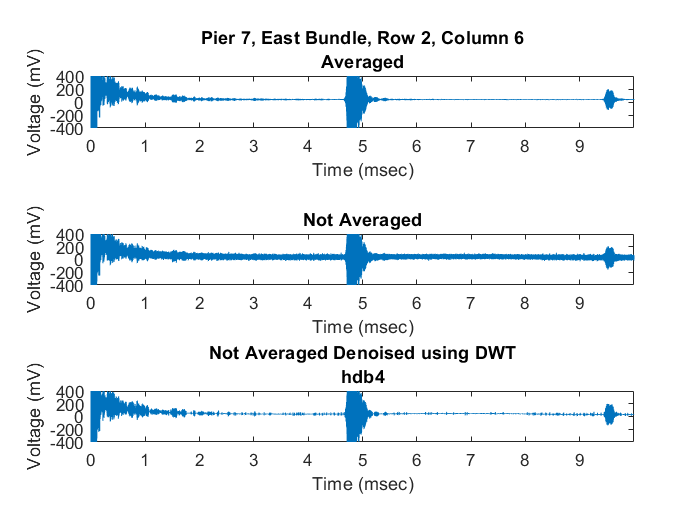 Pier 7, East Bundle, Row 2, Column 6
Averaged
Voltage (mV)
400
200
0
-200
-400
0 1 2 3 4 5 6 7 8 9
Time (msec)
Not Averaged
Voltage (mV)
400
200
0
-200
-400
0 1 2 3 4 5 6 7 8 9
Time (msec)
Not Averaged Denoised using DWT
hdb4
Voltage (mV)
400
200
0
-200
-400
0 1 2 3 4 5 6 7 8 9
Time (msec)